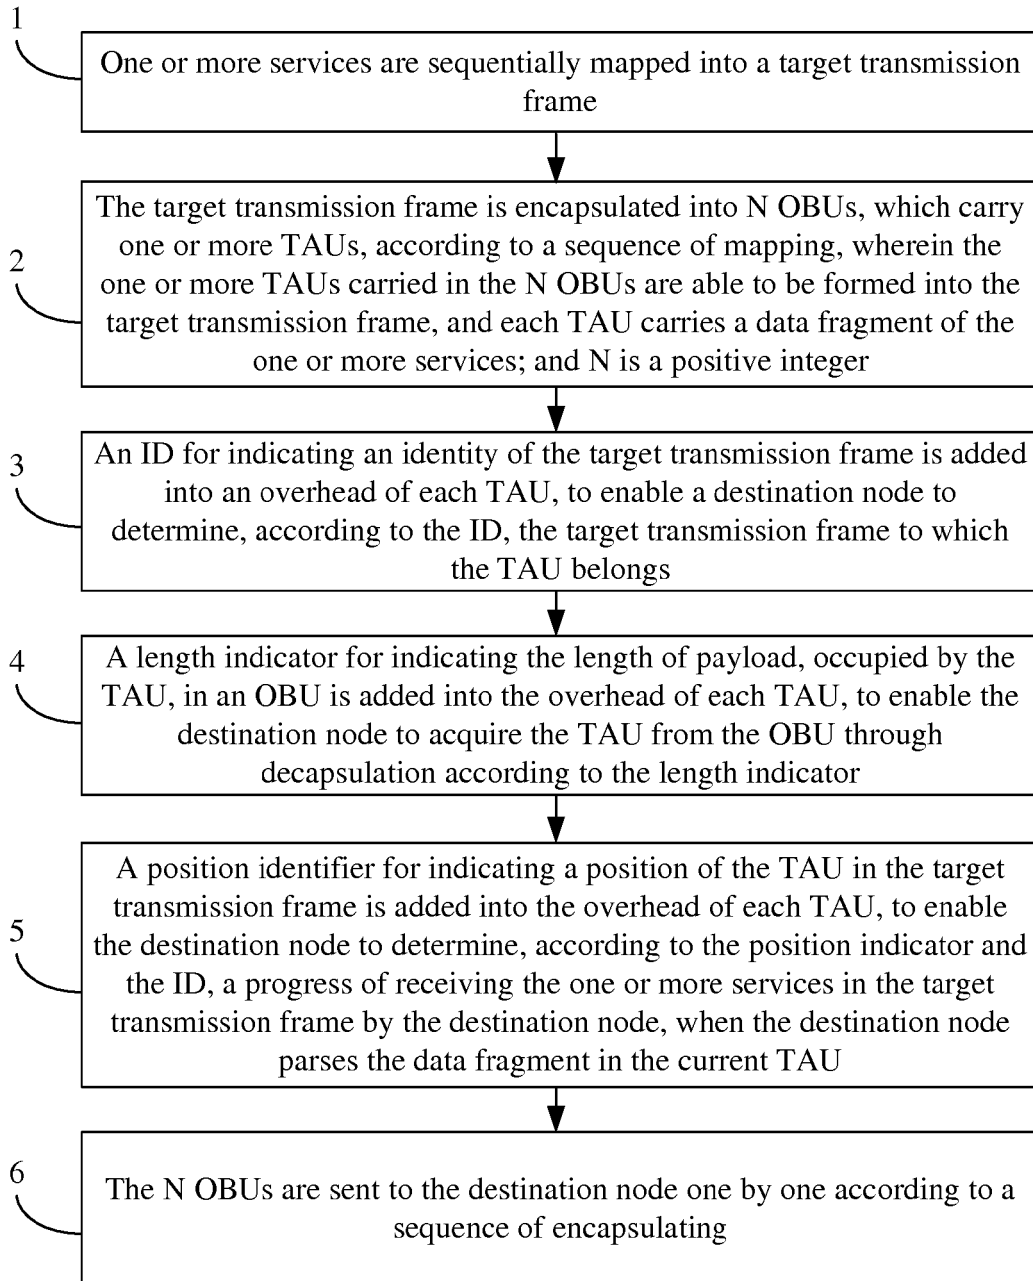 1
One or more services are sequentially mapped into a target transmission
frame
2
The target transmission frame is encapsulated into N OBUs, which carry
one or more TAUs, according to a sequence of mapping, wherein the
one or more TAUs carried in the N OBUs are able to be formed into the
target transmission frame, and each TAU carries a data fragment of the
one or more services; and N is a positive integer
3
An ID for indicating an identity of the target transmission frame is added
into an overhead of each TAU, to enable a destination node to
determine, according to the ID, the target transmission frame to which
the TAU belongs
4
A length indicator for indicating the length of payload, occupied by the
TAU, in an OBU is added into the overhead of each TAU, to enable the
destination node to acquire the TAU from the OBU through
decapsulation according to the length indicator
5
A position identifier for indicating a position of the TAU in the target
transmission frame is added into the overhead of each TAU, to enable
the destination node to determine, according to the position indicator and
the ID, a progress of receiving the one or more services in the target
transmission frame by the destination node, when the destination node
parses the data fragment in the current TAU
6
The N OBUs are sent to the destination node one by one according to a
sequence of encapsulating